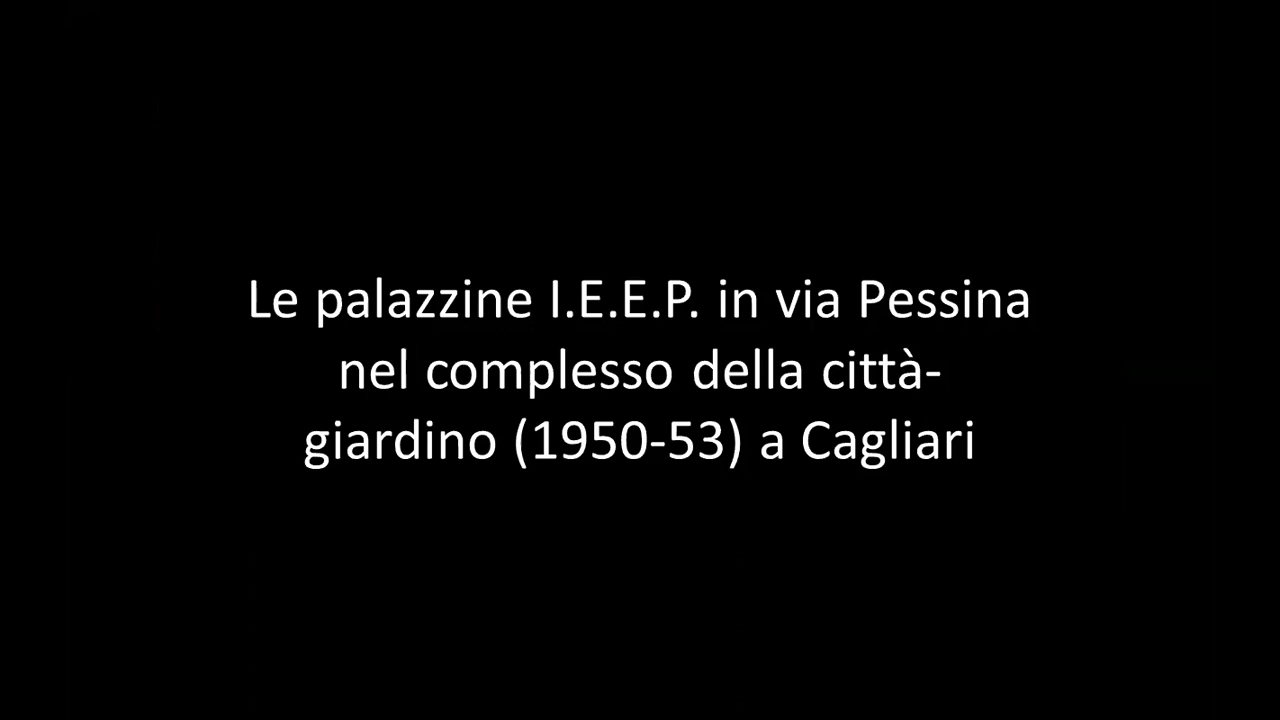 Le palazzine I.E.E.P. in via Pessina
nel complesso della città-
giardino (1950-53) a Cagliari